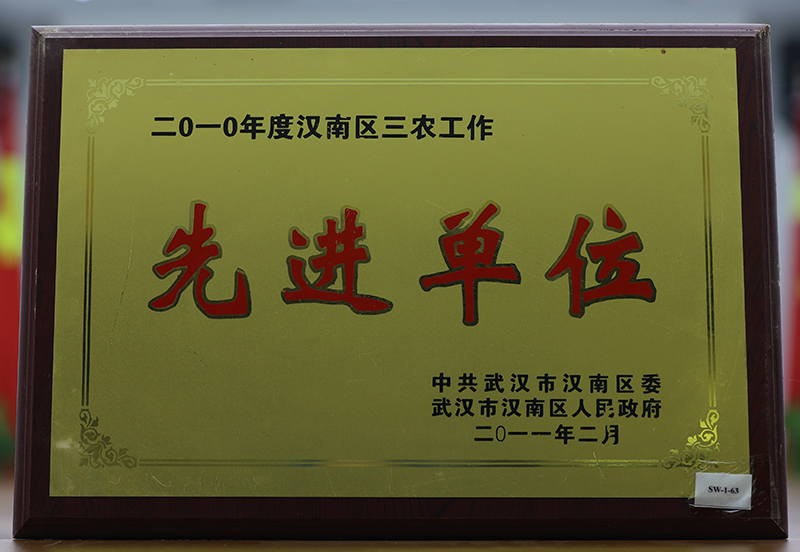 二0一0年度汉南区三农工作
先进单位
中共武汉市汉南区委
武汉市汉南区人民政府
二0一一年二月
SW-1-63